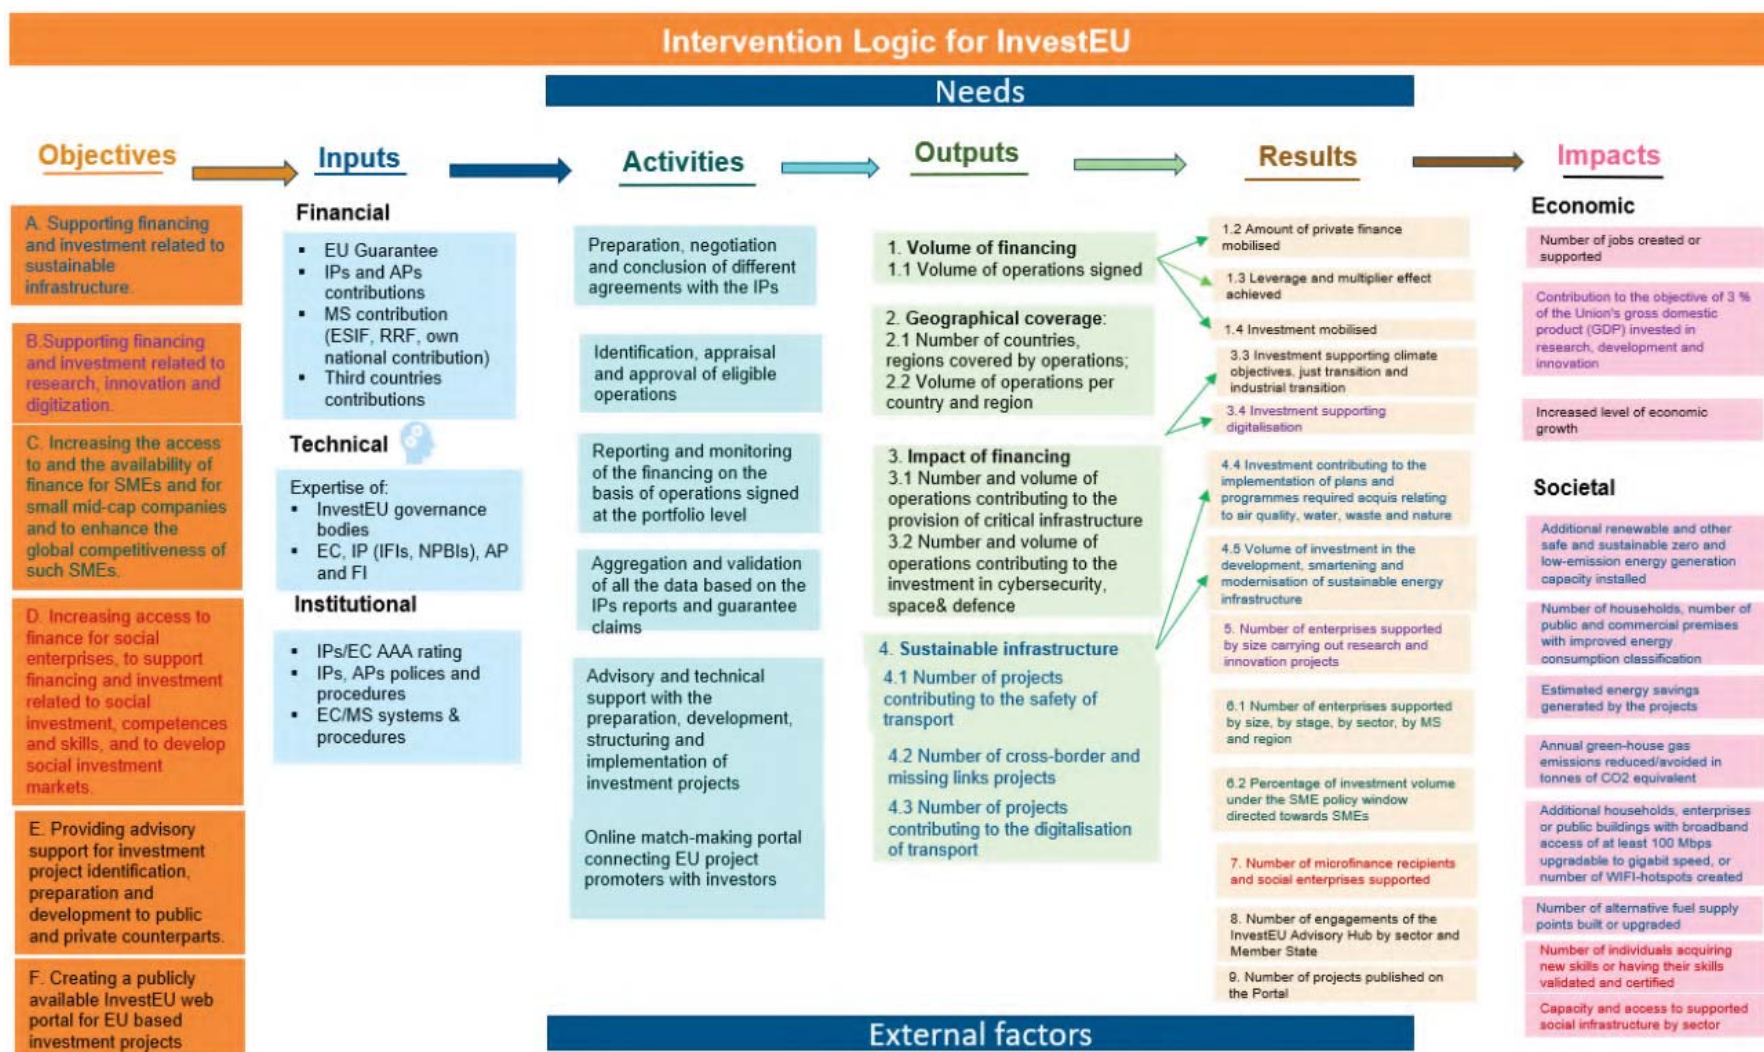 Intervention Logic for InvestEU
Needs
Objectives
A. Supporting financing
and investment related to
sustainable
infrastructure.
B.Supporting financing
and investment related to
research, innovation and
digitization.
C. Increasing the access
to and the availability of
finance for SMEs and for
small mid-cap companies
and to enhance the
global competitiveness of
such SMEs.
D. Increasing access to
finance for social
enterprises, to support
financing and investment
related to social
investment, competences
and skills, and to develop
social investment
markets.
E. Providing advisory
support for investment
project identification,
preparation and
development to public
and private counterparts.
F. Creating a publicly
available InvestEU web
portal for EU based
investment projects
Inputs
Financial
▪ EU Guarantee
▪ IPs and APs
contributions
▪ MS contribution
(ESIF, RRF, own
national contribution)
▪ Third countries
contributions
Technical
Expertise of:
▪ InvestEU governance
bodies
▪ EC, IP (IFIs, NPBIs), AP
and FI
Institutional
▪ IPs/EC AAA rating
▪ IPs, APs polices and
procedures
▪ EC/MS systems &
procedures
Activities
Preparation, negotiation
and conclusion of different
agreements with the IPs
Identification, appraisal
and approval of eligible
operations
Reporting and monitoring
of the financing on the
basis of operations signed
at the portfolio level
Aggregation and validation
of all the data based on the
IPs reports and guarantee
claims
Advisory and technical
support with the
preparation, development,
structuring and
implementation of
investment projects
Online match-making portal
connecting EU project
promoters with investors
Outputs
1. Volume of financing
1.1 Volume of operations signed
2. Geographical coverage:
2.1 Number of countries,
regions covered by operations;
2.2 Volume of operations per
country and region
3. Impact of financing
3.1 Number and volume of
operations contributing to the
provision of critical infrastructure
3.2 Number and volume of
operations contributing to the
investment in cybersecurity,
space& defence
4. Sustainable infrastructure
4.1 Number of projects
contributing to the safety of
transport
4.2 Number of cross-border and
missing links projects
4.3 Number of projects
contributing to the digitalisation
of transport
Results
1.2 Amount of private finance
mobilised
1.3 Leverage and multiplier effect
achieved
1.4 Investment mobilised
3.3 Investment supporting climate
objectives, just transition and
industrial transition
3.4 Investment supporting
digitalisation
4.4 Investment contributing to the
implementation of plans and
programmes required acquis relating
to air quality, water, waste and nature
4.5 Volume of investment in the
development, smartening and
modernisation of sustainable energy
infrastructure
5. Number of enterprises supported
by size carrying out research and
innovation projects
6.1 Number of enterprises supported
by size, by stage, by sector, by MS
and region
6.2 Percentage of investment volume
under the SME policy window
directed towards SMEs
7. Number of microfinance recipients
and social enterprises supported
8. Number of engagements of the
InvestEU Advisory Hub by sector and
Member State
9. Number of projects published on
the Portal
Impacts
Economic
Number of jobs created or
supported
Contribution to the objective of 3 %
of the Union's gross domestic
product (GDP) invested in
research, development and
innovation
Increased level of economic
growth
Societal
Additional renewable and other
safe and sustainable zero and
low-emission energy generation
capacity installed
Number of households, number of
public and commercial premises
with improved energy
consumption classification
Estimated energy savings
generated by the projects
Annual green-house gas
emissions reduced/avoided in
tonnes of CO2 equivalent
Additional households, enterprises
or public buildings with broadband
access of at least 100 Mbps
upgradable to gigabit speed, or
number of WIFI-hotspots created
Number of alternative fuel supply
points built or upgraded
Number of individuals acquiring
new skills or having their skills
validated and certified
Capacity and access to supported
social infrastructure by sector
External factors